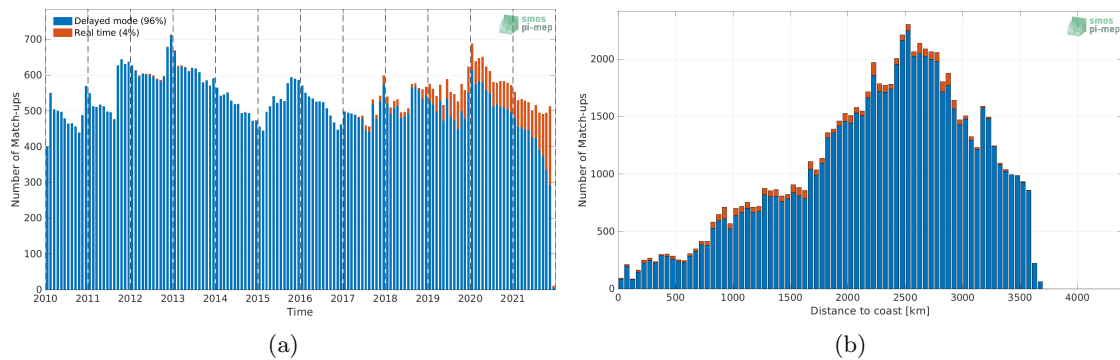 Delayed mode (96%)
Real time (4%)
smos
pi-mep
Number of Match-ups
700
600
500
400
300
200
100
0
2010 2011 2012 2013 2014 2015 2016 2017 2018 2019 2020 2021
Time
(a)
smos
pi-mep
Number of Match-ups
2000
1500
1000
500
0
0 500 1000 1500 2000 2500 3000 3500 4000
Distance to coast [km]
(b)